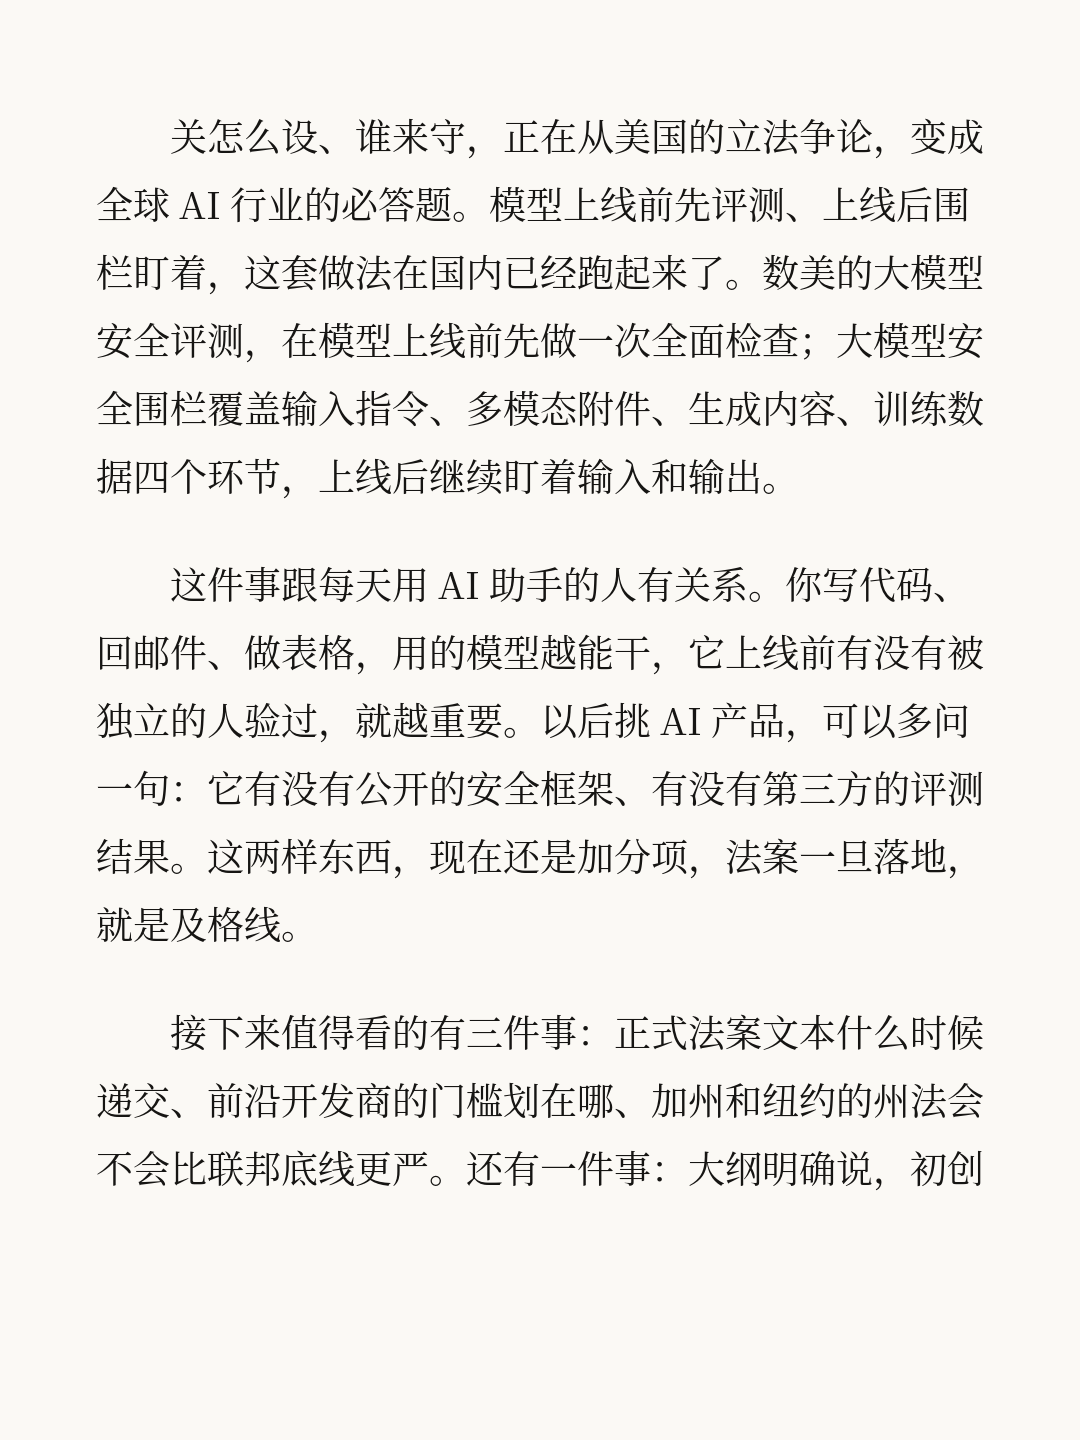 关怎么设、谁来守，正在从美国的立法争论，变成
全球 AI 行业的必答题。模型上线前先评测、上线后围
栏盯着，这套做法在国内已经跑起来了。数美的大模型
安全评测，在模型上线前先做一次全面检查；大模型安
全围栏覆盖输入指令、多模态附件、生成内容、训练数
据四个环节，上线后继续盯着输入和输出。
这件事跟每天用 AI 助手的人有关系。你写代码、
回邮件、做表格，用的模型越能干，它上线前有没有被
独立的人验过，就越重要。以后挑 AI 产品，可以多问
一句：它有没有公开的安全框架、有没有第三方的评测
结果。这两样东西，现在还是加分项，法案一旦落地，
就是及格线。
接下来值得看的有三件事：正式法案文本什么时候
递交、前沿开发商的门槛划在哪、加州和纽约的州法会
不会比联邦底线更严。还有一件事：大纲明确说，初创